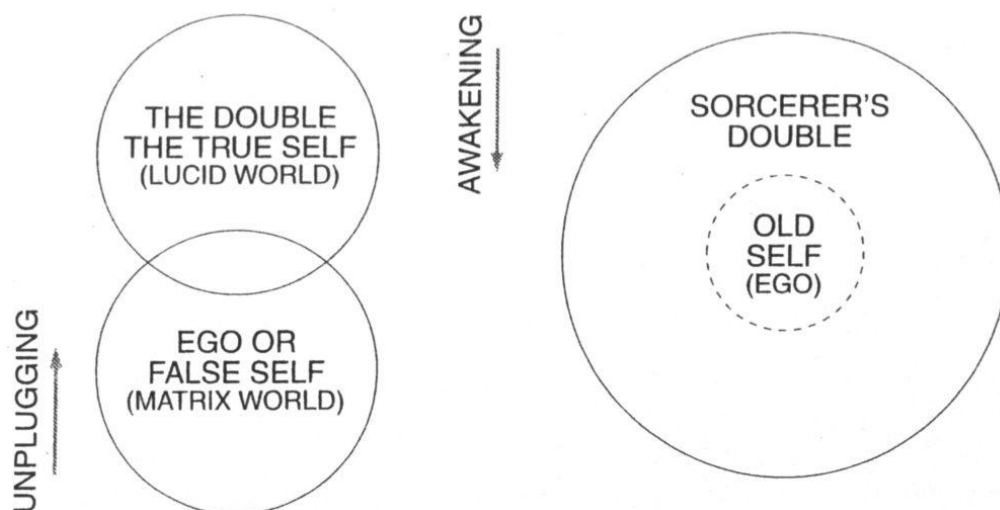 THE DOUBLE
THE TRUE SELF
(LUCID WORLD)
EGO OR
FALSE SELF
(MATRIX WORLD)
UNPLUGGING
AWAKENING
SORCERER'S
DOUBLE
OLD
SELF
(EGO)